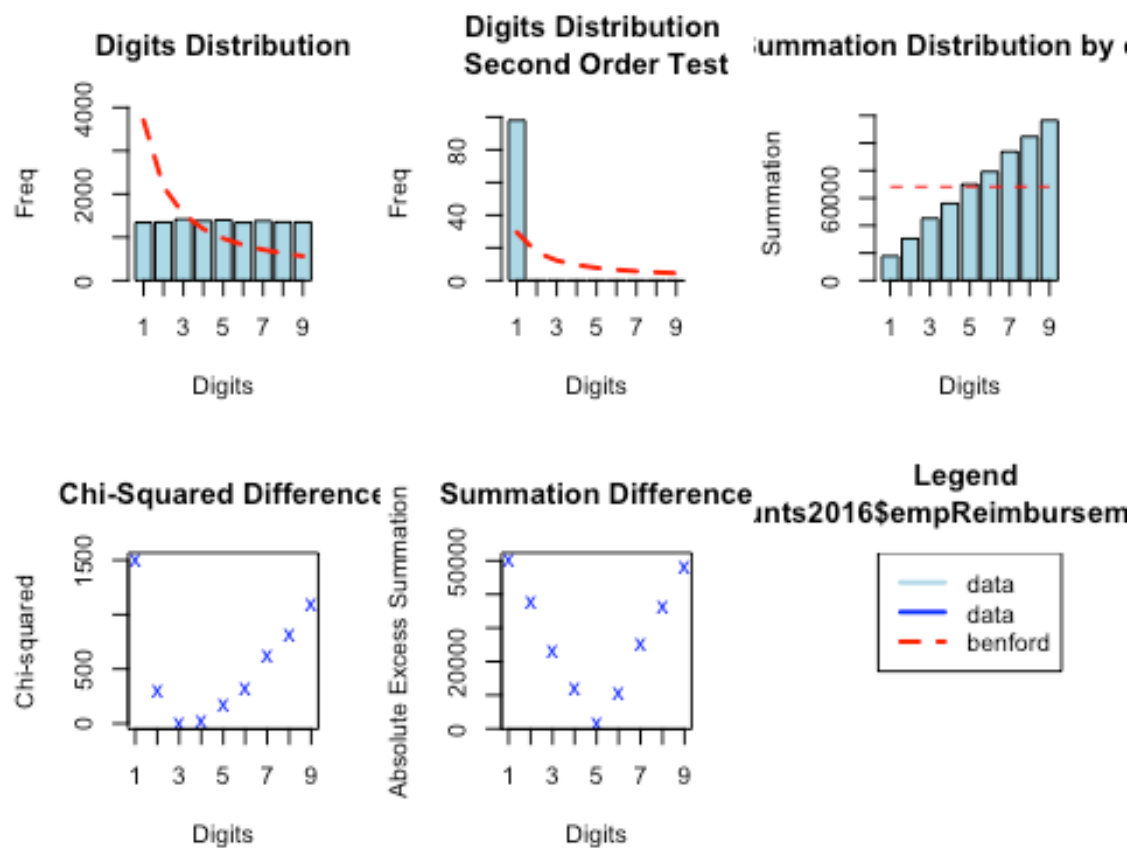 Digits Distribution
Freq
0 2000 4000
1 3 5 7 9
Digits
Digits Distribution
Second Order Test
Freq
0 40 80
1 3 5 7 9
Digits
Summation Distribution by
Summation
0 600000
1 3 5 7 9
Digits
Chi-Squared Difference
Chi-squared
0 500 1500
1 3 5 7 9
Digits
Summation Difference
Absolute Excess Summation
0 20000 50000
1 3 5 7 9
Digits
Legend
unts2016$empReimbursem
data
data
benford